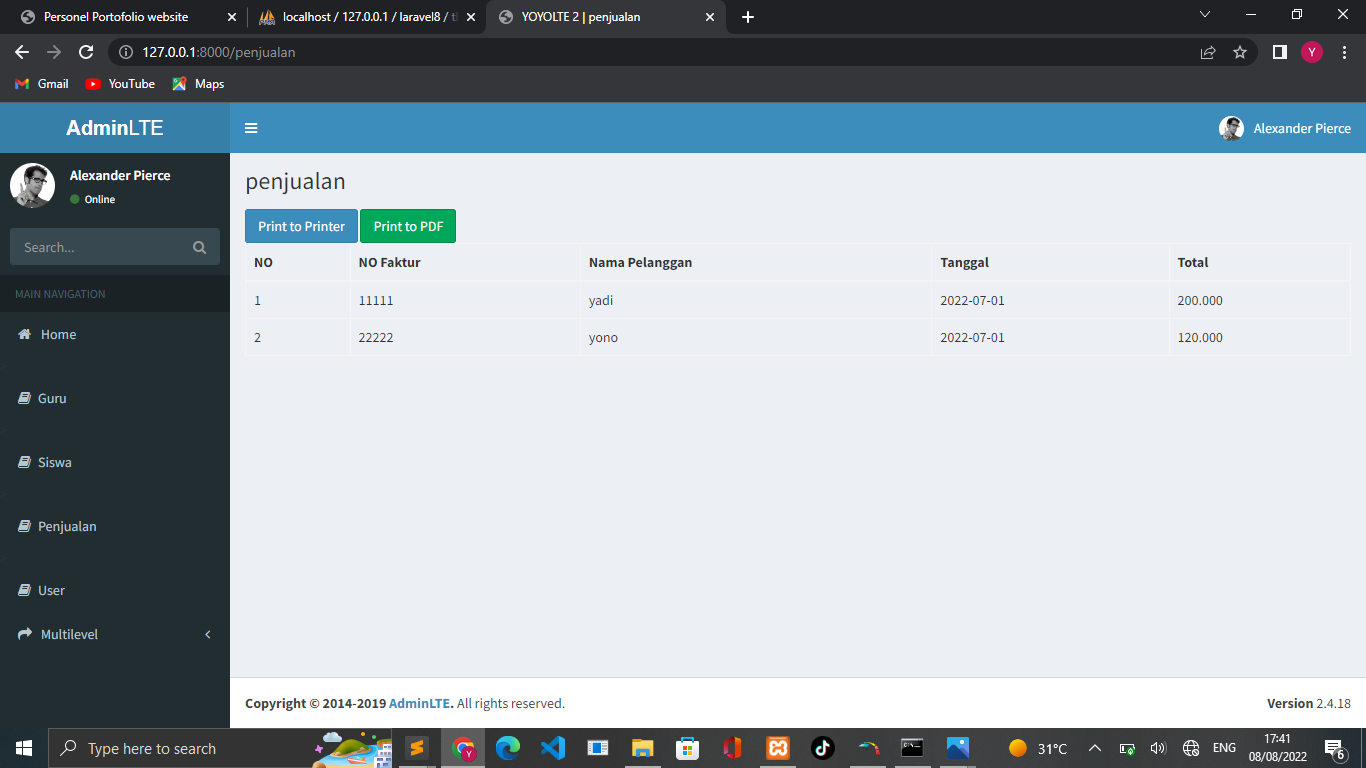 Personel Portofolio website
localhost / 127.0.0.1 / laravel8 / t
YOYOLTE 2 | penjualan
127.0.0.1:8000/penjualan
Y
Gmail
YouTube
Maps
AdminLTE
Alexander Pierce
Alexander Pierce
Online
Search...
MAIN NAVIGATION
Home
Guru
Siswa
Penjualan
User
Multilevel
penjualan
Print to Printer Print to PDF
NO NO Faktur Nama Pelanggan Tanggal Total
1 11111 yadi 2022-07-01 200.000
2 22222 yono 2022-07-01 120.000
Copyright © 2014-2019 AdminLTE. All rights reserved.
Version 2.4.18
Type here to search
31°C
ENG
17:41
08/08/2022
6